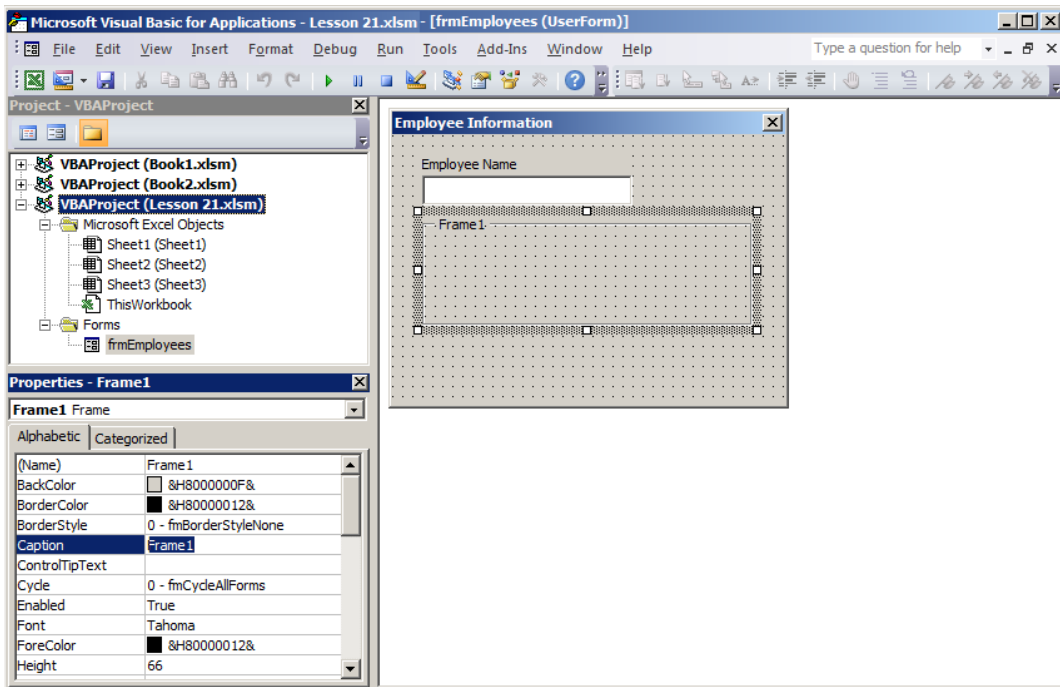 Microsoft Visual Basic for Applications - Lesson 21.xlsm - [frmEmployees (UserForm)]
File Edit View Insert Format Debug Run Tools Add-Ins Window Help Type a question for help
Project - VBAProject
VBAProject (Book1.xlsm)
VBAProject (Book2.xlsm)
VBAProject (Lesson 21.xlsm)
Microsoft Excel Objects
Sheet1 (Sheet1)
Sheet2 (Sheet2)
Sheet3 (Sheet3)
ThisWorkbook
Forms
frmEmployees
Properties - Frame1
Frame1 Frame
Alphabetic Categorized
(Name) Frame1
BackColor &H8000000F&
BorderColor &H80000012&
BorderStyle 0 - fmBorderStyleNone
Caption Frame1
ControlTipText
Cycle 0 - fmCycleAllForms
Enabled True
Font Tahoma
ForeColor &H80000012&
Height 66
Employee Information
Employee Name
Frame1